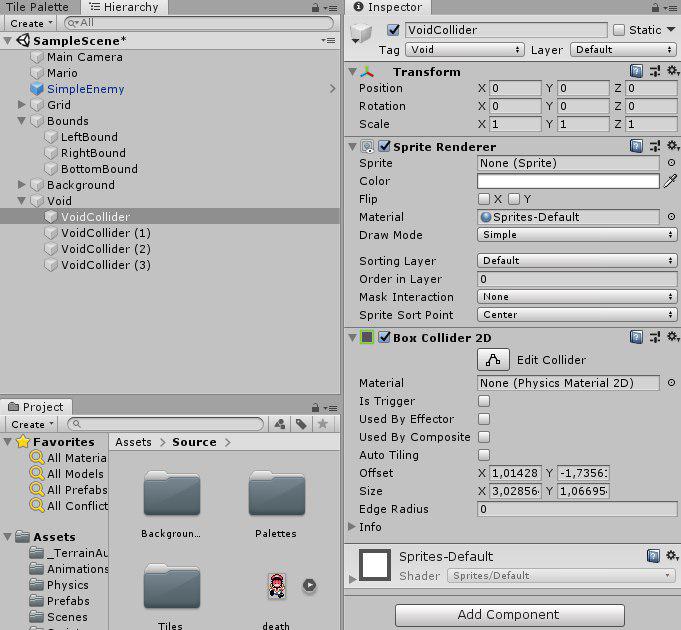 Tile Palette
Hierarchy
Create
All
SampleScene*
Main Camera
Mario
SimpleEnemy
Grid
Bounds
LeftBound
RightBound
BottomBound
Background
Void
VoidCollider
VoidCollider (1)
VoidCollider (2)
VoidCollider (3)
Project
Create
Favorites
All Materia
All Models
All Prefabs
All Conflict
Assets
_TerrainAu
Animations
Physics
Prefabs
Scenes
Assets > Source >
Backgroun...
Palettes
Tiles
death
Inspector
VoidCollider
Static
Tag Void
Layer Default
Transform
Position X 0 Y 0 Z 0
Rotation X 0 Y 0 Z 0
Scale X 1 Y 1 Z 1
Sprite Renderer
Sprite None (Sprite)
Color
Flip X Y
Material Sprites-Default
Draw Mode Simple
Sorting Layer Default
Order in Layer 0
Mask Interaction None
Sprite Sort Point Center
Box Collider 2D
Edit Collider
Material None (Physics Material 2D)
Is Trigger
Used By Effector
Used By Composite
Auto Tiling
Offset X 1,01428 Y -1,7356
Size X 3,02856 Y 1,06695
Edge Radius 0
Info
Sprites-Default
Shader Sprites/Default
Add Component